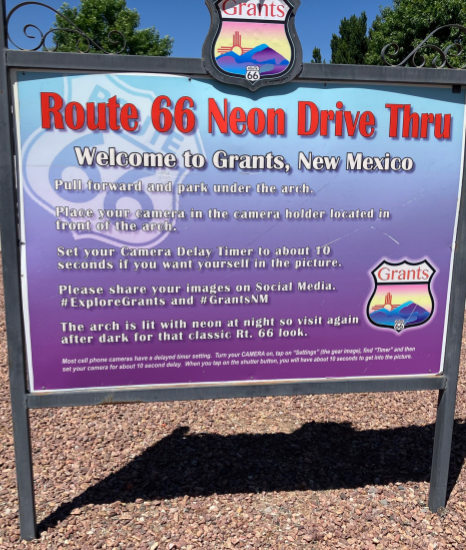 Grants
66
Route 66 Neon Drive Thru
Welcome to Grants, New Mexico
Pull forward and park under the arch.
Place your camera in the camera holder located in
front of the arch.
Set your Camera Delay Timer to about 10
seconds if you want yourself in the picture.
Please share your images on Social Media.
#ExploreGrants and #GrantsNM
Grants
The arch is lit with neon at night so visit again
after dark for that classic Rt. 66 look.
Most cell phone cameras have a delayed timer setting. Turn your CAMERA on, tap on "Settings" (the gear image), find "Timer" and then
set your camera for about 10 second delay. When you tap on the shutter button, you will have about 10 seconds to get into the picture.